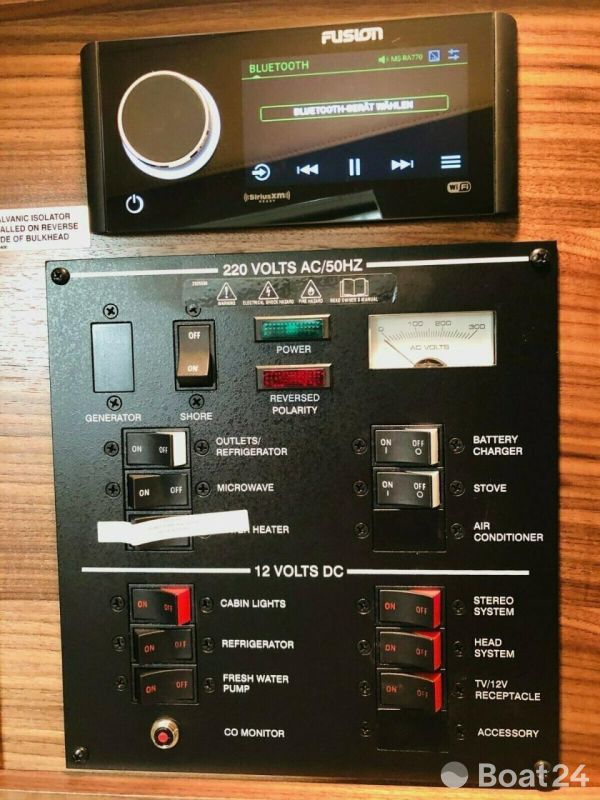 FUSION
BLUETOOTH
MS-RA770
BLUETOOTH-GERÄT WÄHLEN
SiriusXM
READY
WiFi
ALVANIC ISOLATOR
ALLED ON REVERSE
DE OF BULKHEAD
220 VOLTS AC/50HZ
WARNING
ELECTRICAL SHOCK HAZARD
FIRE HAZARD
READ OWNER'S MANUAL
OFF
ON
0 100 200 300
AC VOLTS
POWER
GENERATOR
SHORE
REVERSED
POLARITY
ON OFF
OUTLETS/
REFRIGERATOR
ON OFF
I O
BATTERY
CHARGER
ON OFF
MICROWAVE
ON OFF
I O
STOVE
HEATER
AIR
CONDITIONER
12 VOLTS DC
ON OFF
CABIN LIGHTS
ON OFF
STEREO
SYSTEM
ON OFF
REFRIGERATOR
ON OFF
HEAD
SYSTEM
ON OFF
FRESH WATER
PUMP
ON OFF
TV/12V
RECEPTACLE
CO MONITOR
ACCESSORY
Boat24